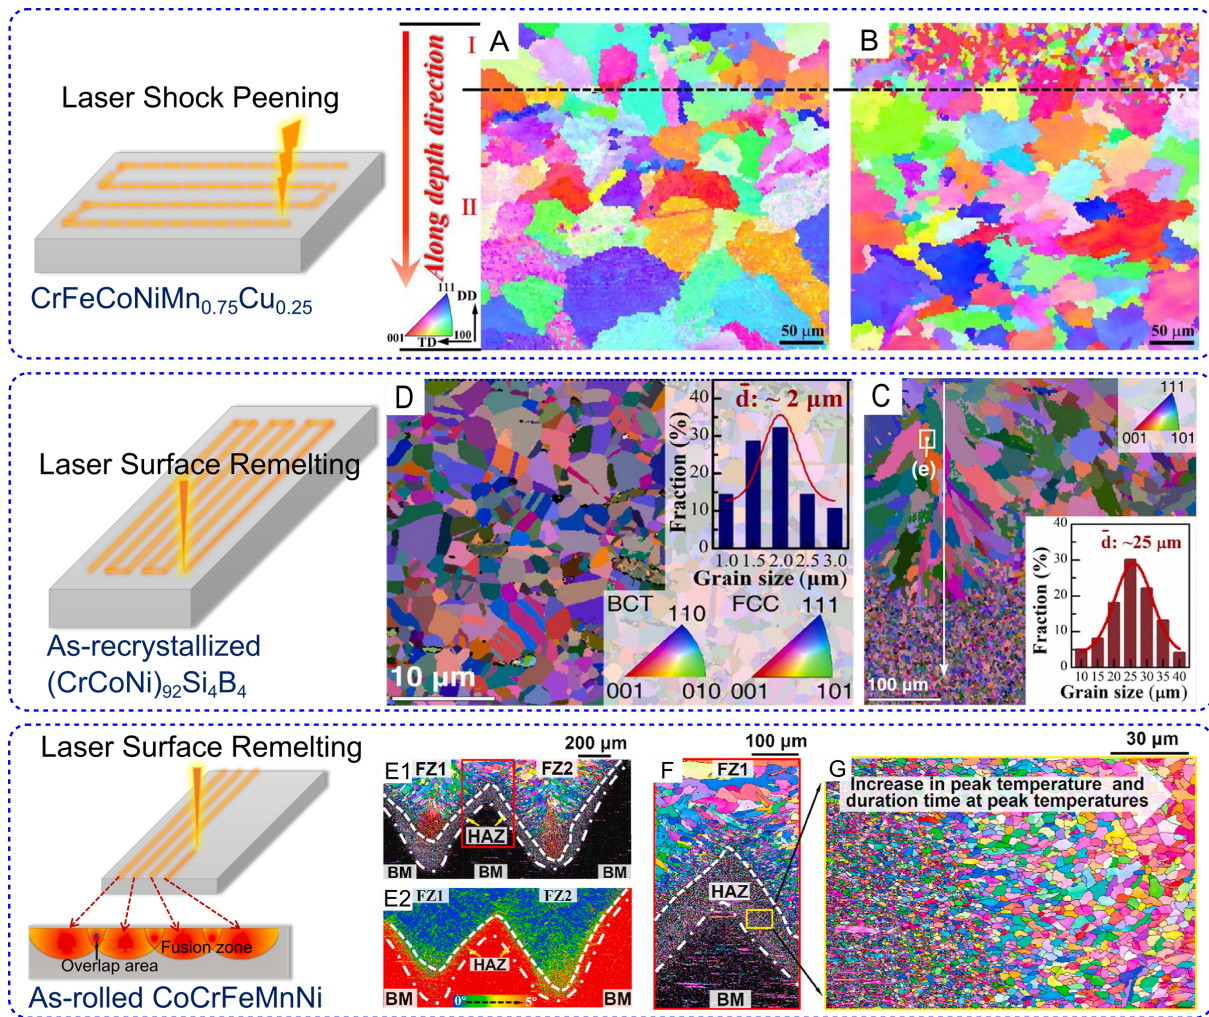 Laser Shock Peening
CrFeCoNiMn0.75Cu0.25
Along depth direction
I
II
111
DD
001
TD
100
A
50 μm
B
50 μm
Laser Surface Remelting
As-recrystallized
(CrCoNi)92Si4B4
D
d̄: ~ 2 μm
Fraction (%)
40
30
20
10
0
1.0 1.5 2.0 2.5 3.0
Grain size (μm)
BCT
110
001
010
FCC
111
001
101
10 μm
C
(e)
111
001
101
d̄: ~25 μm
Fraction (%)
40
30
20
10
0
10 15 20 25 30 35 40
Grain size (μm)
100 μm
Laser Surface Remelting
Fusion zone
Overlap area
As-rolled CoCrFeMnNi
200 μm
E1
FZ1
FZ2
HAZ
BM
BM
BM
E2
FZ1
FZ2
HAZ
BM
BM
0°
5°
100 μm
F
FZ1
HAZ
BM
30 μm
G
Increase in peak temperature and
duration time at peak temperatures